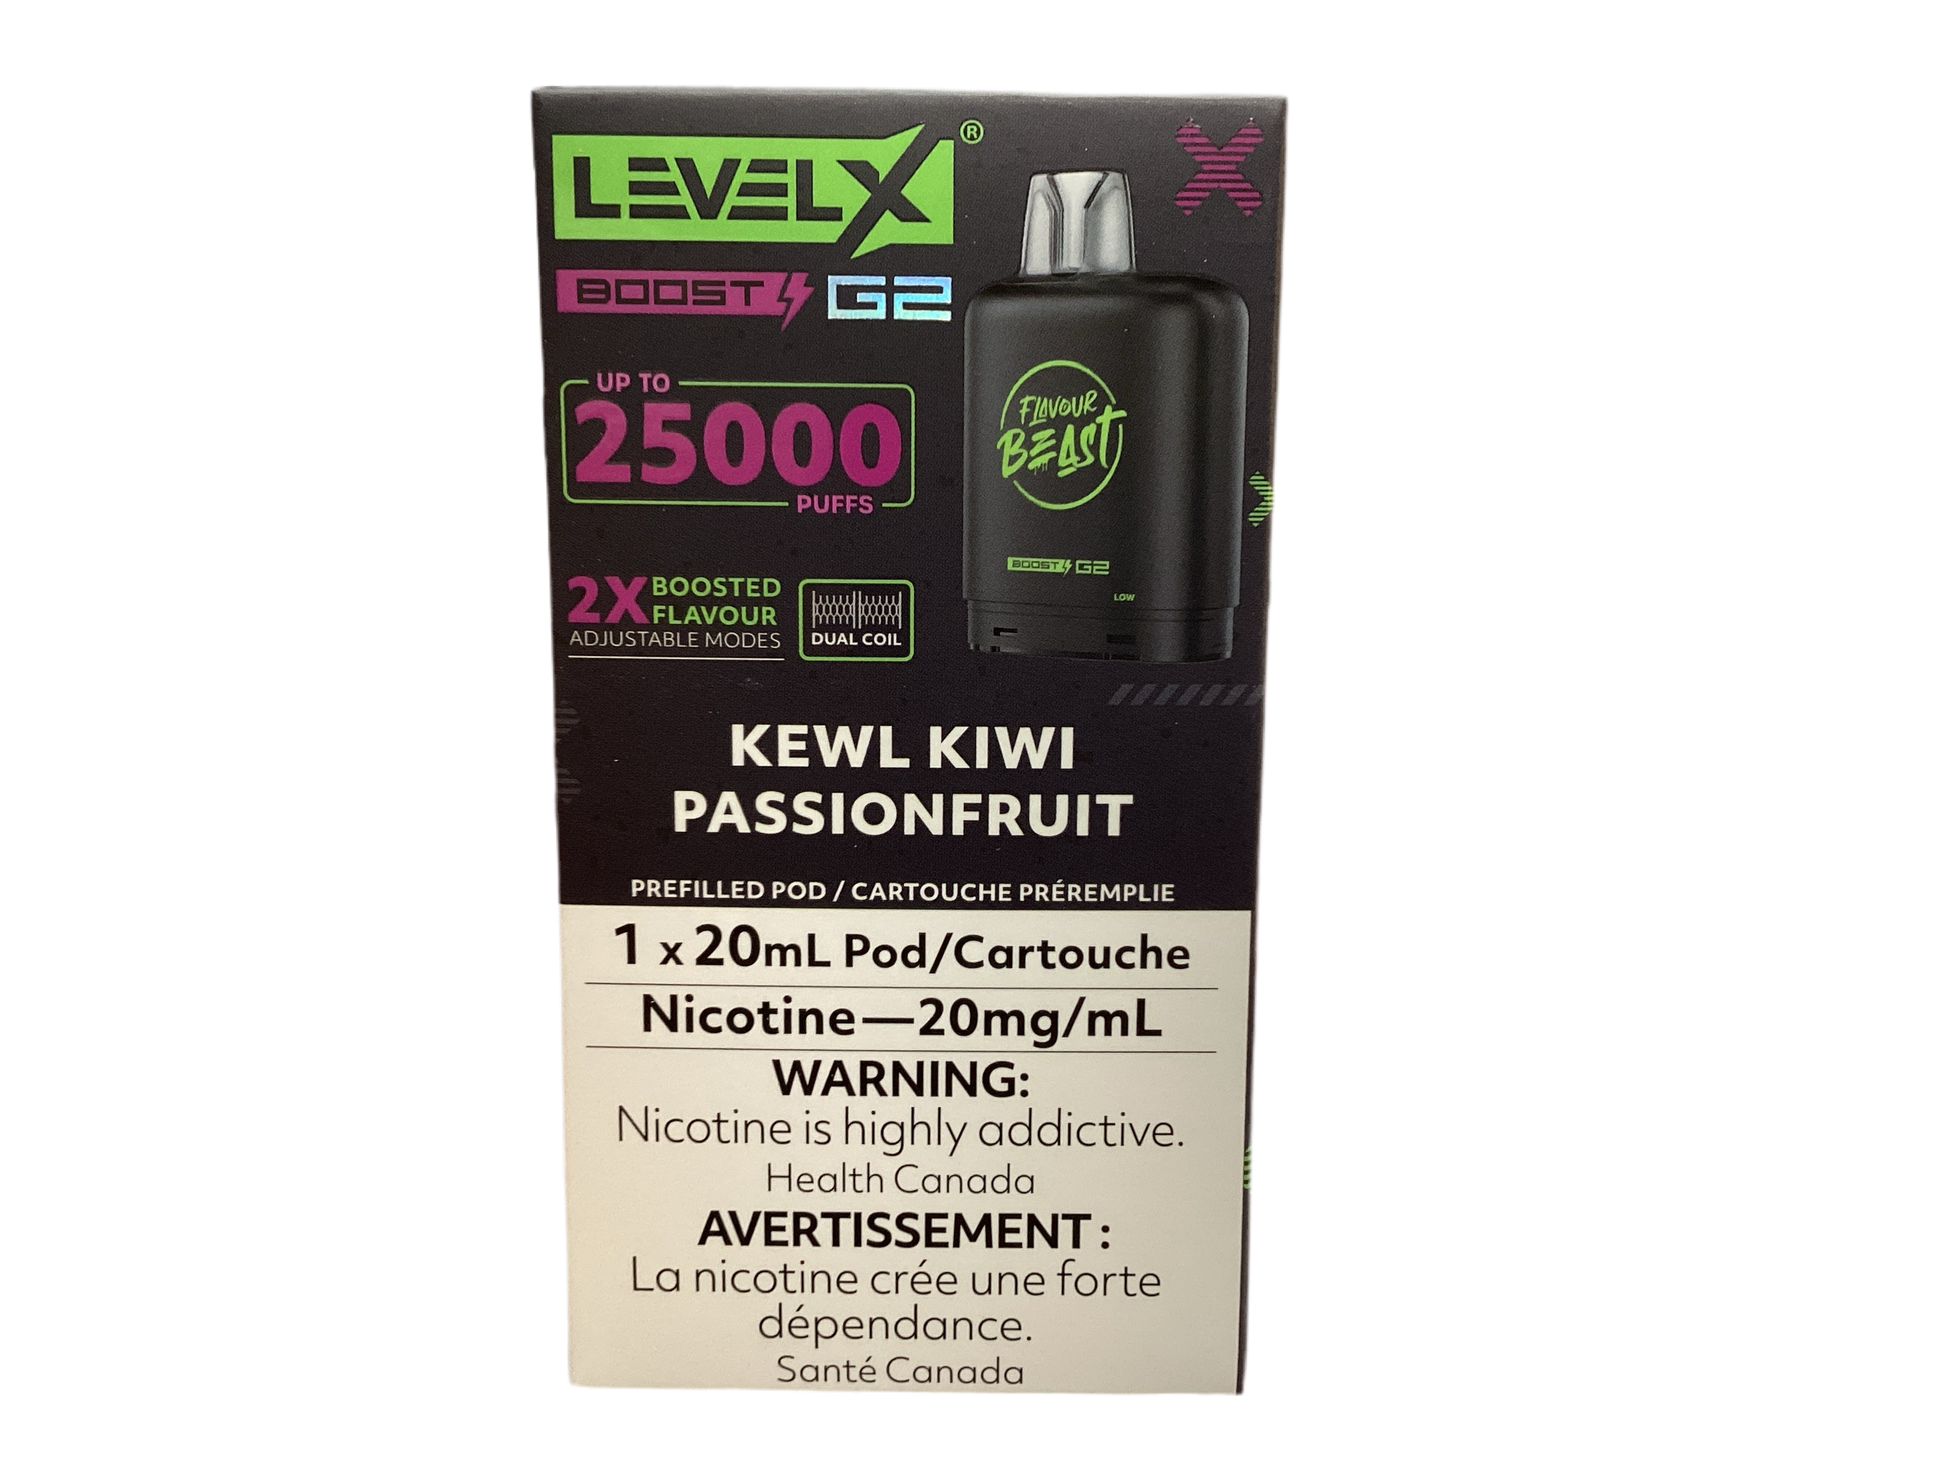 LEVELX®
BOOST G2
UP TO
25000
PUFFS
2X BOOSTED
FLAVOUR
ADJUSTABLE MODES
DUAL COIL
FLAVOUR
BEAST
BOOST G2
LOW
KEWL KIWI
PASSIONFRUIT
PREFILLED POD / CARTOUCHE PRÉREMPLIE
1 x 20mL Pod/Cartouche
Nicotine—20mg/mL
WARNING:
Nicotine is highly addictive.
Health Canada
AVERTISSEMENT :
La nicotine crée une forte
dépendance.
Santé Canada